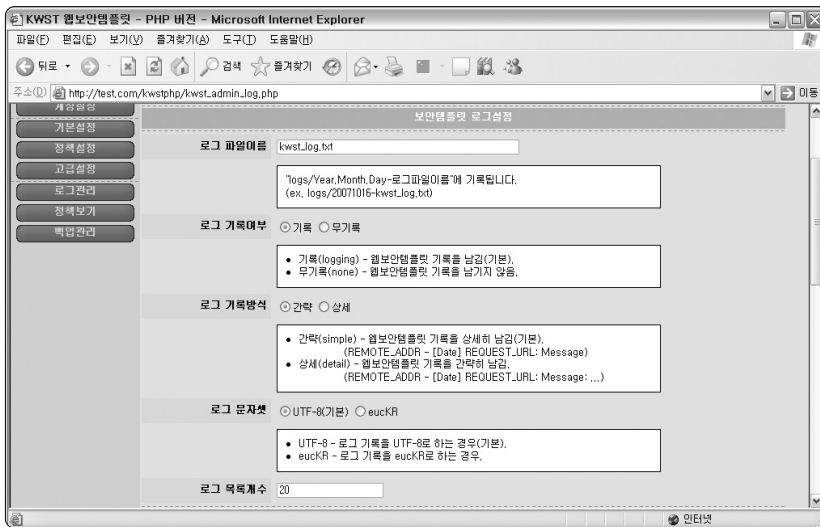 KWST 웹보안템플릿 - PHP 버전 - Microsoft Internet Explorer
파일(F) 편집(E) 보기(V) 즐겨찾기(A) 도구(T) 도움말(H)
뒤로 검색 즐겨찾기
주소(D) http://test.com/kwstphp/kwst_admin_log.php 이동
계정설정
기본설정
정책설정
고급설정
로그관리
정책보기
백업관리
보안템플릿 로그설정
로그 파일이름 kwst_log.txt
"logs/Year.Month.Day-로그파일이름"에 기록됩니다.
(ex. logs/20071016-kwst_log.txt)
로그 기록여부 기록 무기록
• 기록(logging) - 웹보안템플릿 기록을 남김(기본).
• 무기록(none) - 웹보안템플릿 기록을 남기지 않음.
로그 기록방식 간략 상세
• 간략(simple) - 웹보안템플릿 기록을 상세히 남김(기본).
(REMOTE_ADDR - [Date] REQUEST_URL: Message)
• 상세(detail) - 웹보안템플릿 기록을 간략히 남김.
(REMOTE_ADDR - [Date] REQUEST_URL: Message: ...)
로그 문자셋 UTF-8(기본) eucKR
• UTF-8 - 로그 기록을 UTF-8로 하는 경우(기본).
• eucKR - 로그 기록을 eucKR로 하는 경우.
로그 목록개수 20
인터넷